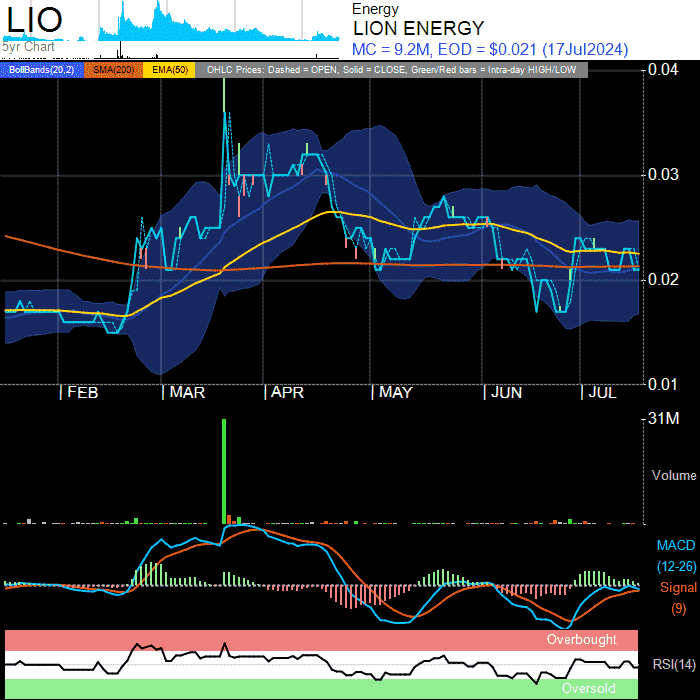 LIO
5yr Chart
Energy
LION ENERGY
MC = 9.2M, EOD = $0.021 (17Jul2024)
BollBands(20,2) SMA(200) EMA(50) OHLC Prices: Dashed = OPEN, Solid = CLOSE, Green/Red bars = Intra-day HIGH/LOW
0.04
0.03
0.02
0.01
FEB MAR APR MAY JUN JUL
31M
Volume
MACD
(12-26)
Signal
(9)
Overbought
RSI(14)
Oversold